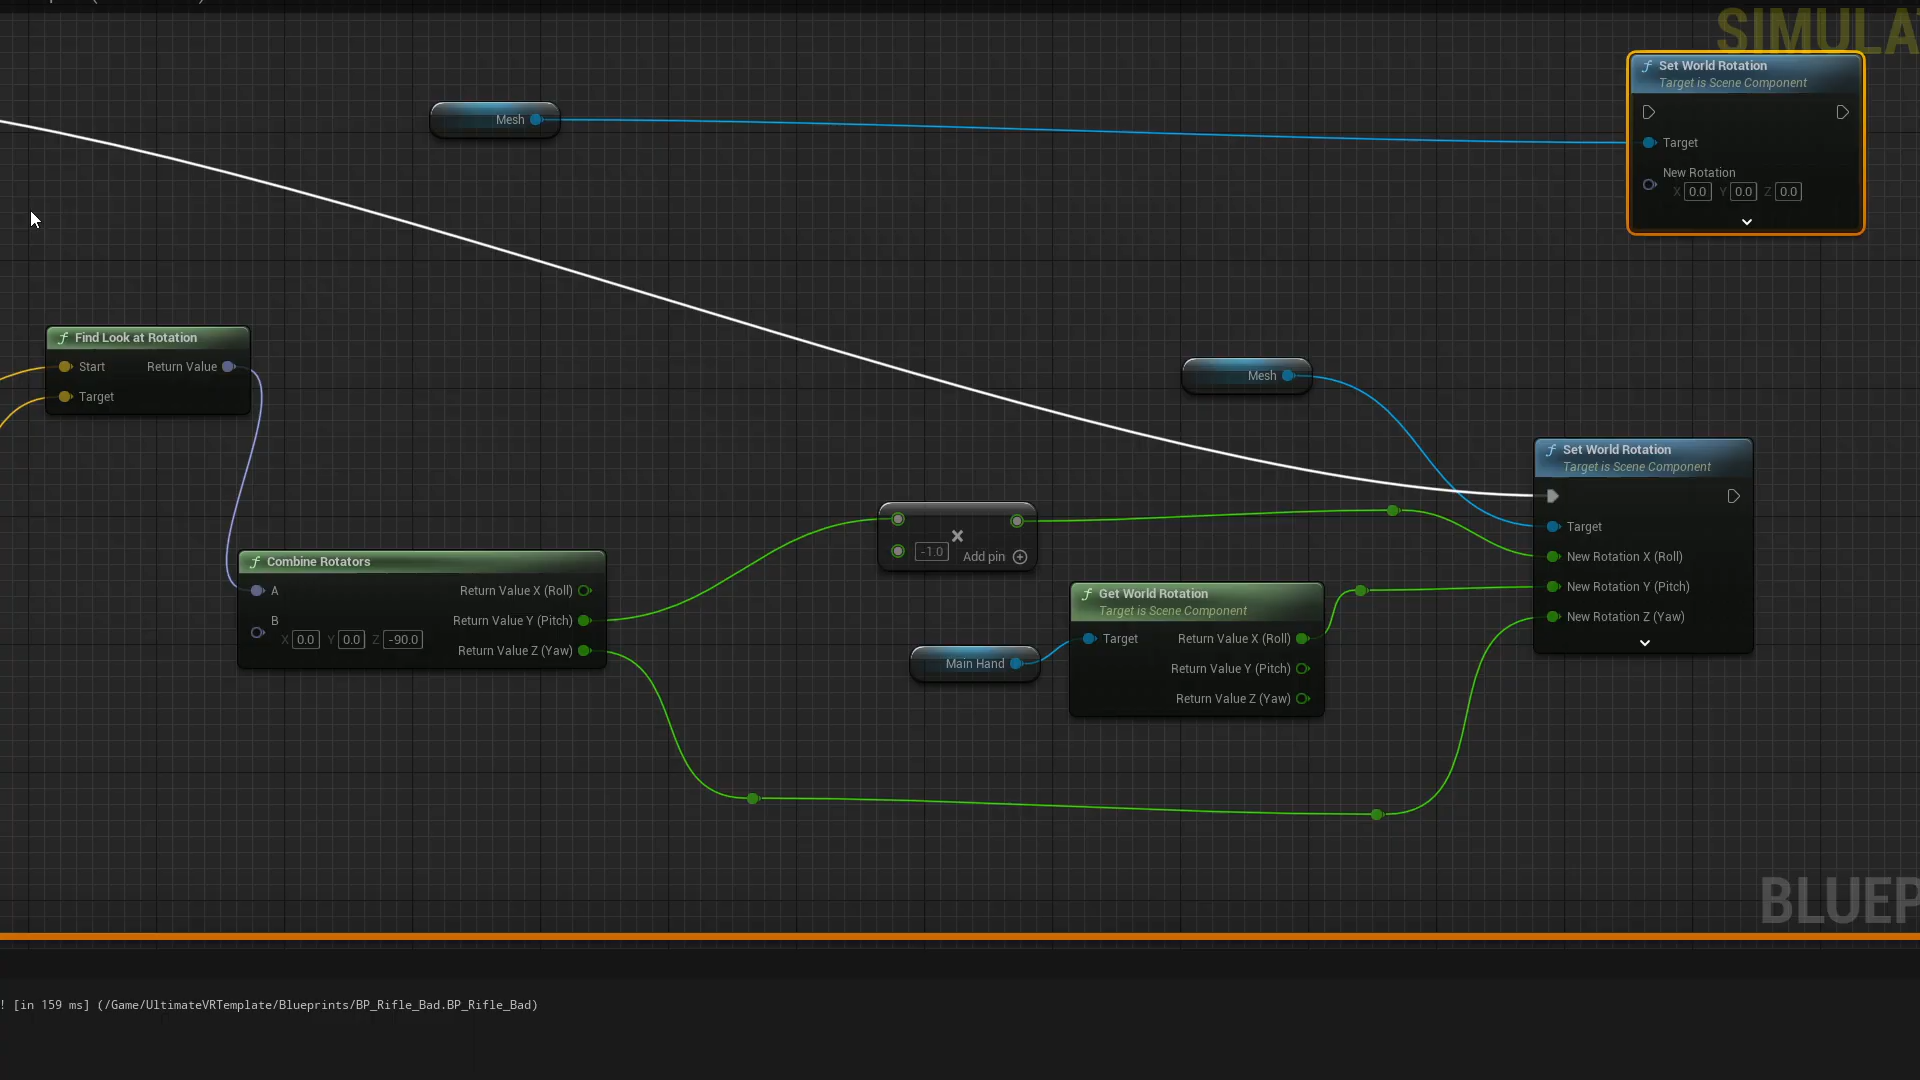 SIMULA
Set World Rotation
Target is Scene Component
Mesh
Target
New Rotation
X 0.0 Y 0.0 Z 0.0
Find Look at Rotation
Start Return Value
Target
Mesh
Set World Rotation
Target is Scene Component
Target
New Rotation X (Roll)
New Rotation Y (Pitch)
New Rotation Z (Yaw)
-1.0 Add pin
Combine Rotators
A Return Value X (Roll)
B Return Value Y (Pitch)
X 0.0 Y 0.0 Z -90.0
Return Value Z (Yaw)
Get World Rotation
Target is Scene Component
Target Return Value X (Roll)
Return Value Y (Pitch)
Return Value Z (Yaw)
Main Hand
BLUEP
! [in 159 ms] (/Game/UltimateVRTemplate/Blueprints/BP_Rifle_Bad.BP_Rifle_Bad)